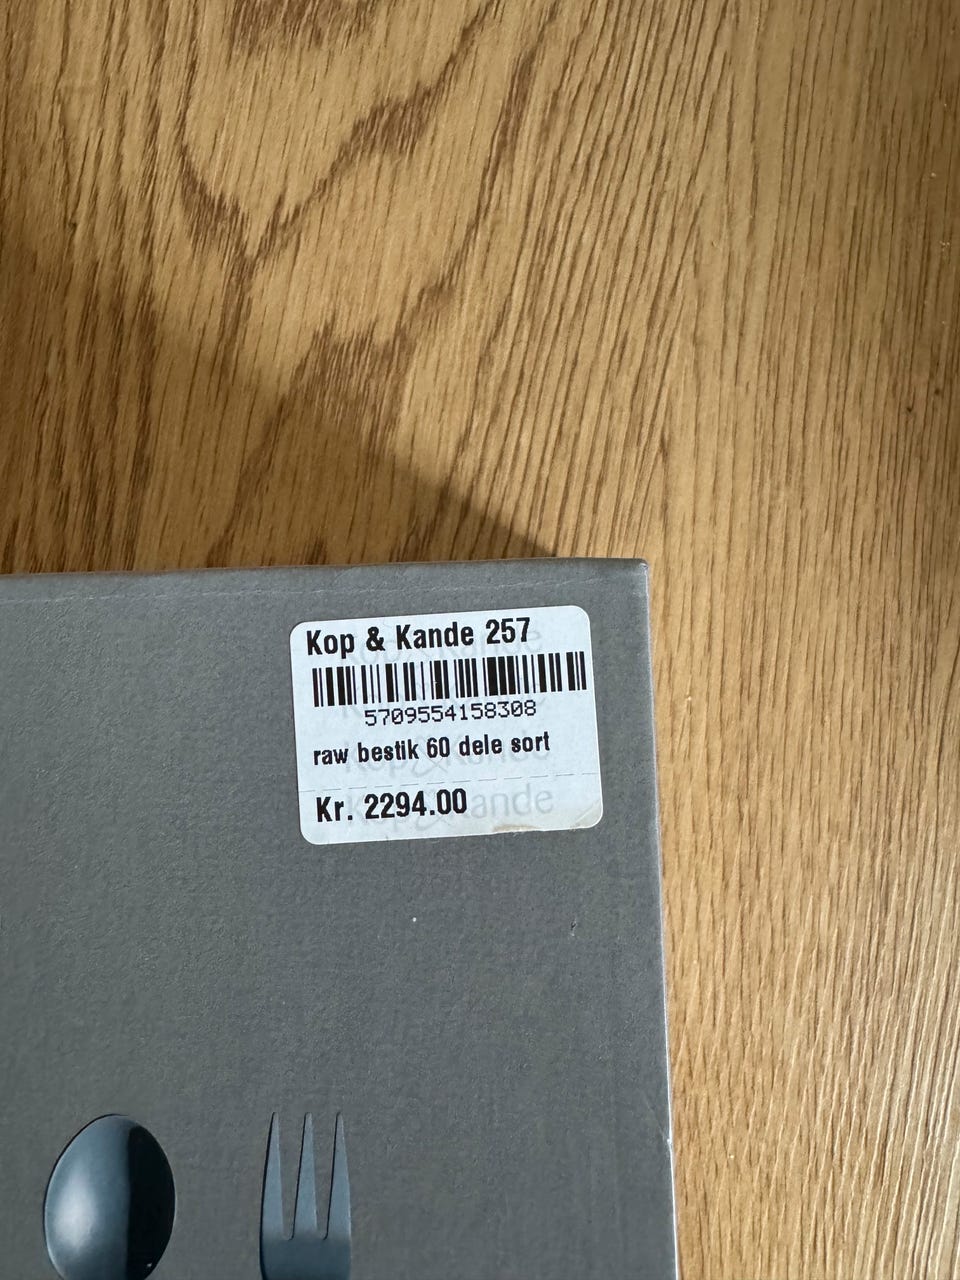 Kop & Kande 257
5709554158308
raw bestik 60 dele sort
Kr. 2294.00